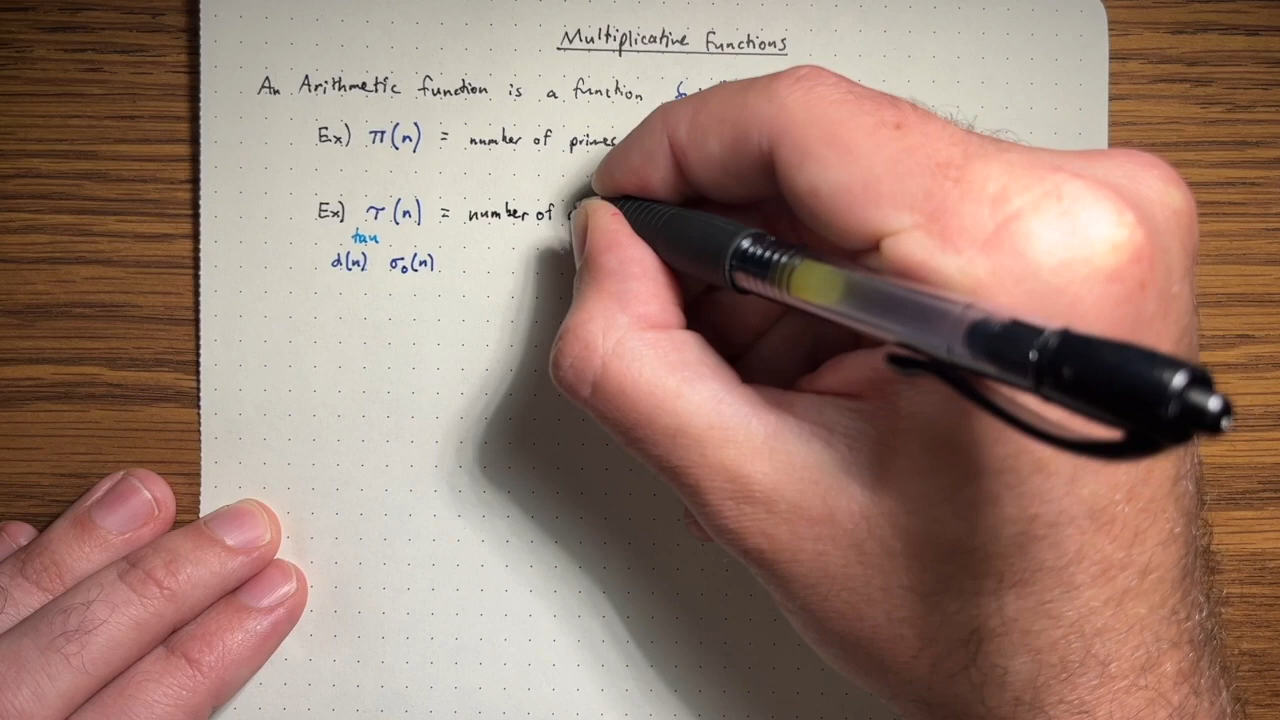 Multiplicative Functions
An Arithmetic function is a function
Ex) π(n) = number of primes
Ex) τ(n) = number of
tau
d(n) σ₀(n)